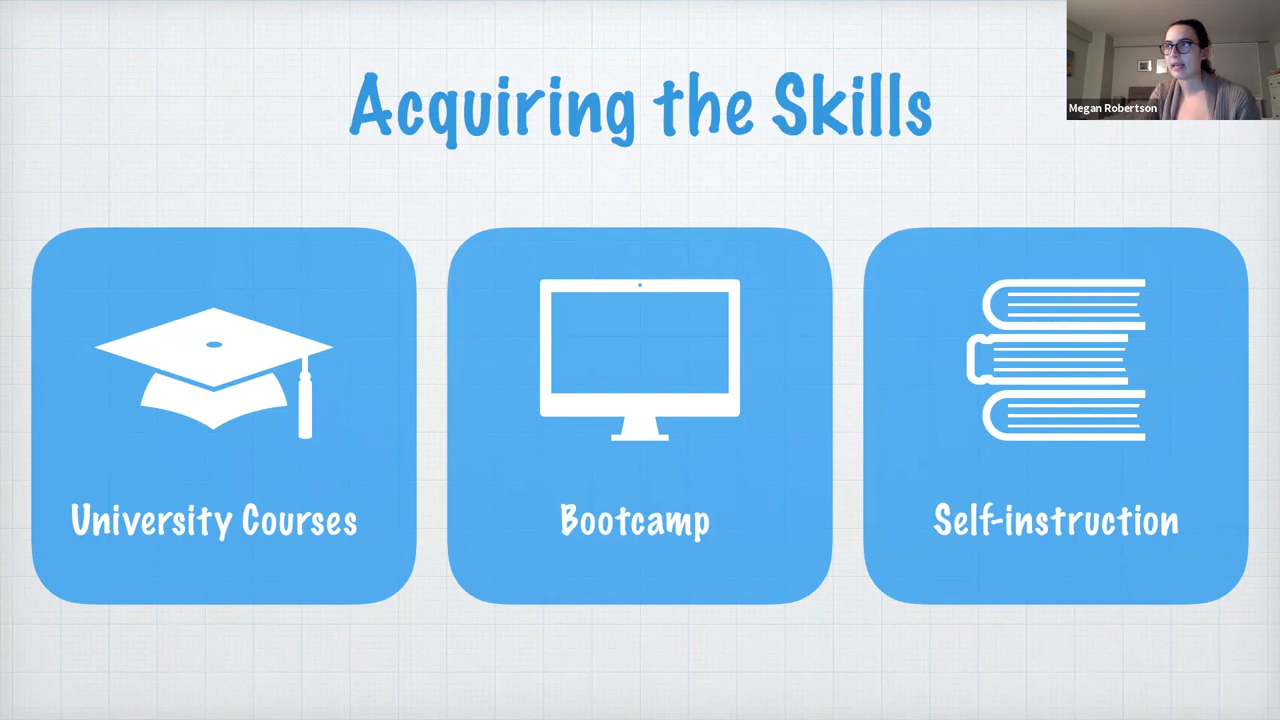 Acquiring the Skills
Megan Robertson
University Courses
Bootcamp
Self-instruction